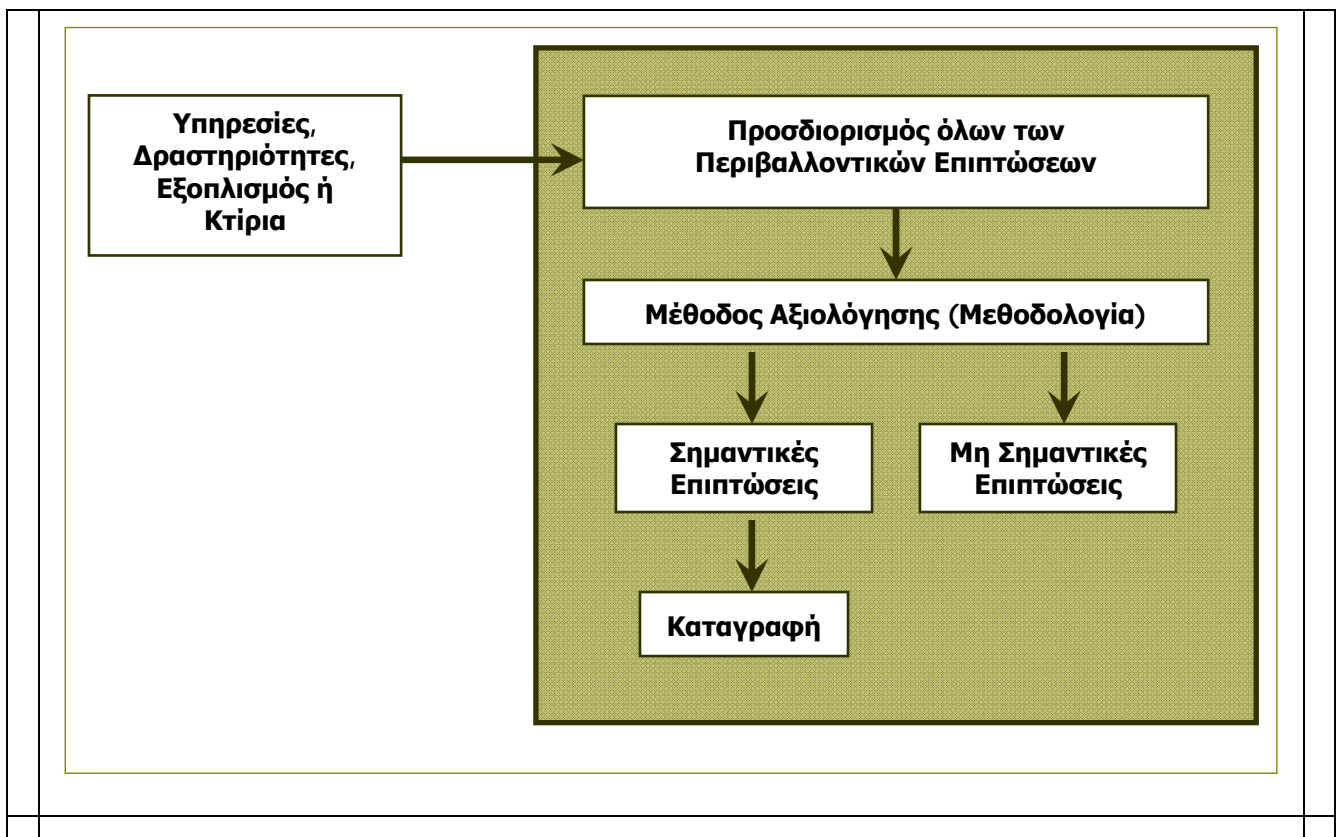 Υπηρεσίες,
Δραστηριότητες,
Εξοπλισμός ή
Κτίρια
Προσδιορισμός όλων των
Περιβαλλοντικών Επιπτώσεων
Μέθοδος Αξιολόγησης (Μεθοδολογία)
Σημαντικές
Επιπτώσεις
Μη Σημαντικές
Επιπτώσεις
Καταγραφή